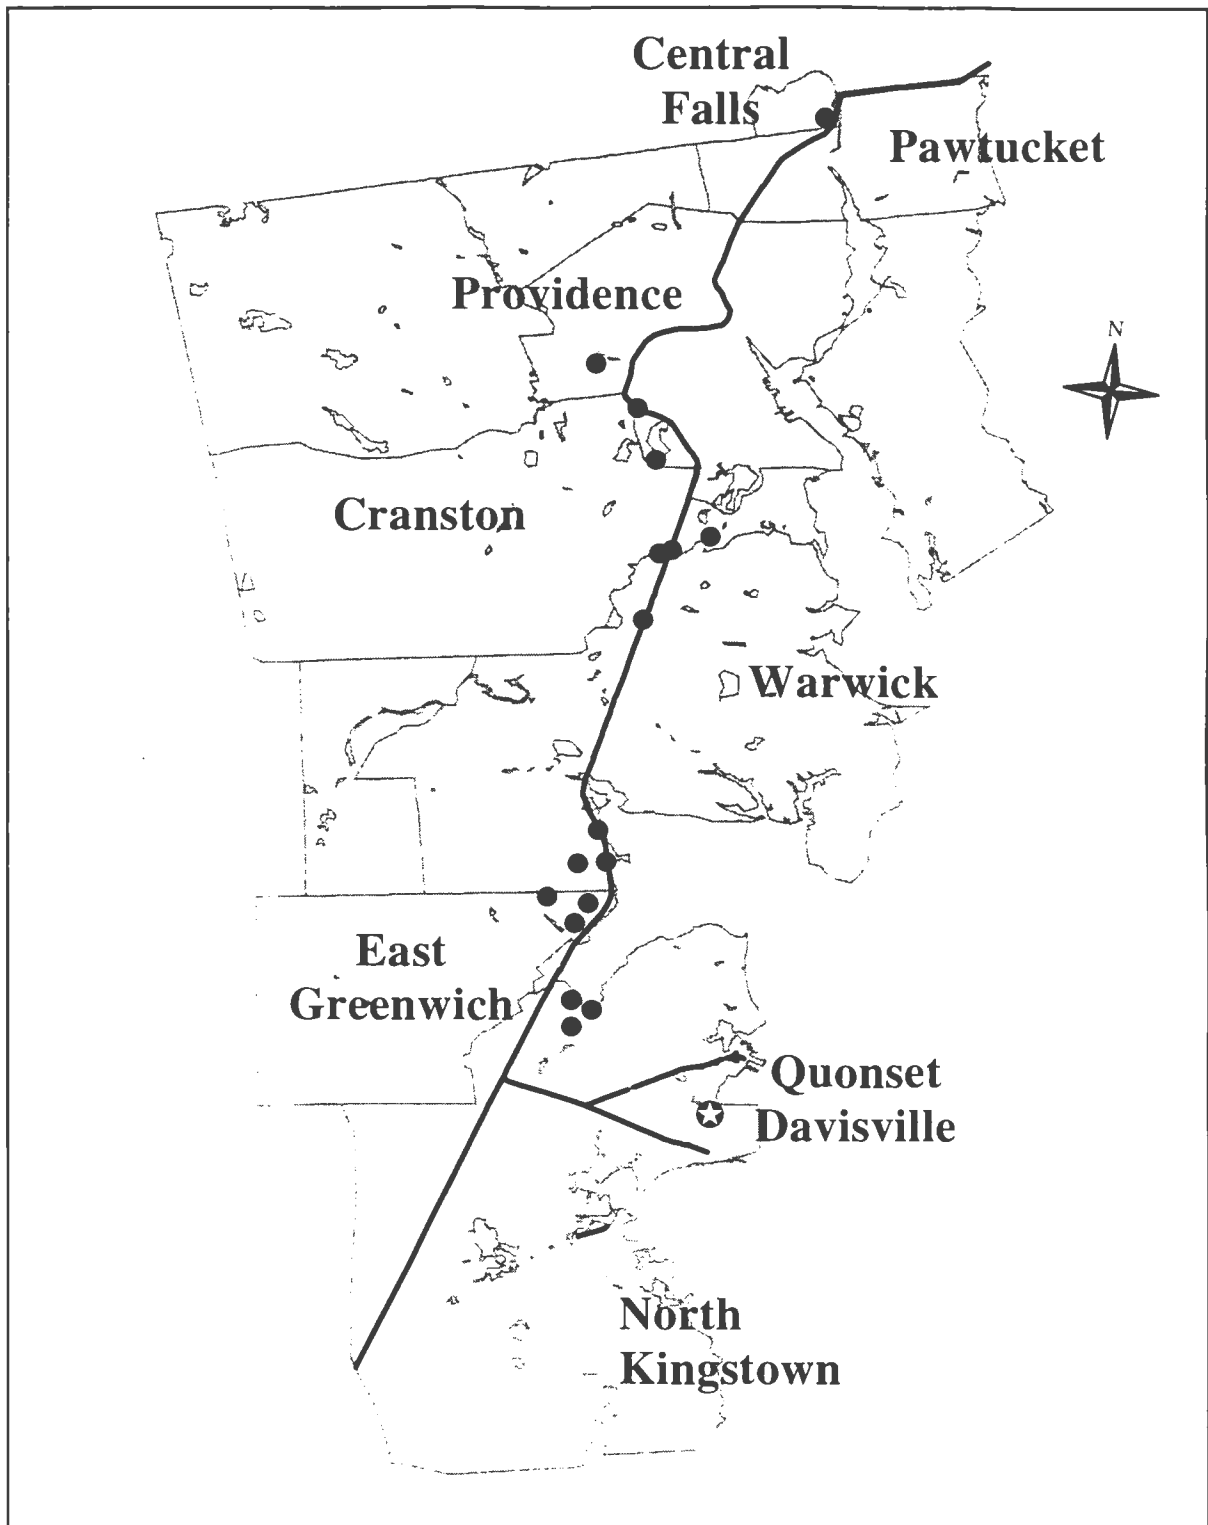 Central
Falls
Pawtucket
Providence
N
Cranston
Warwick
East
Greenwich
Quonset
Davisville
North
Kingstown